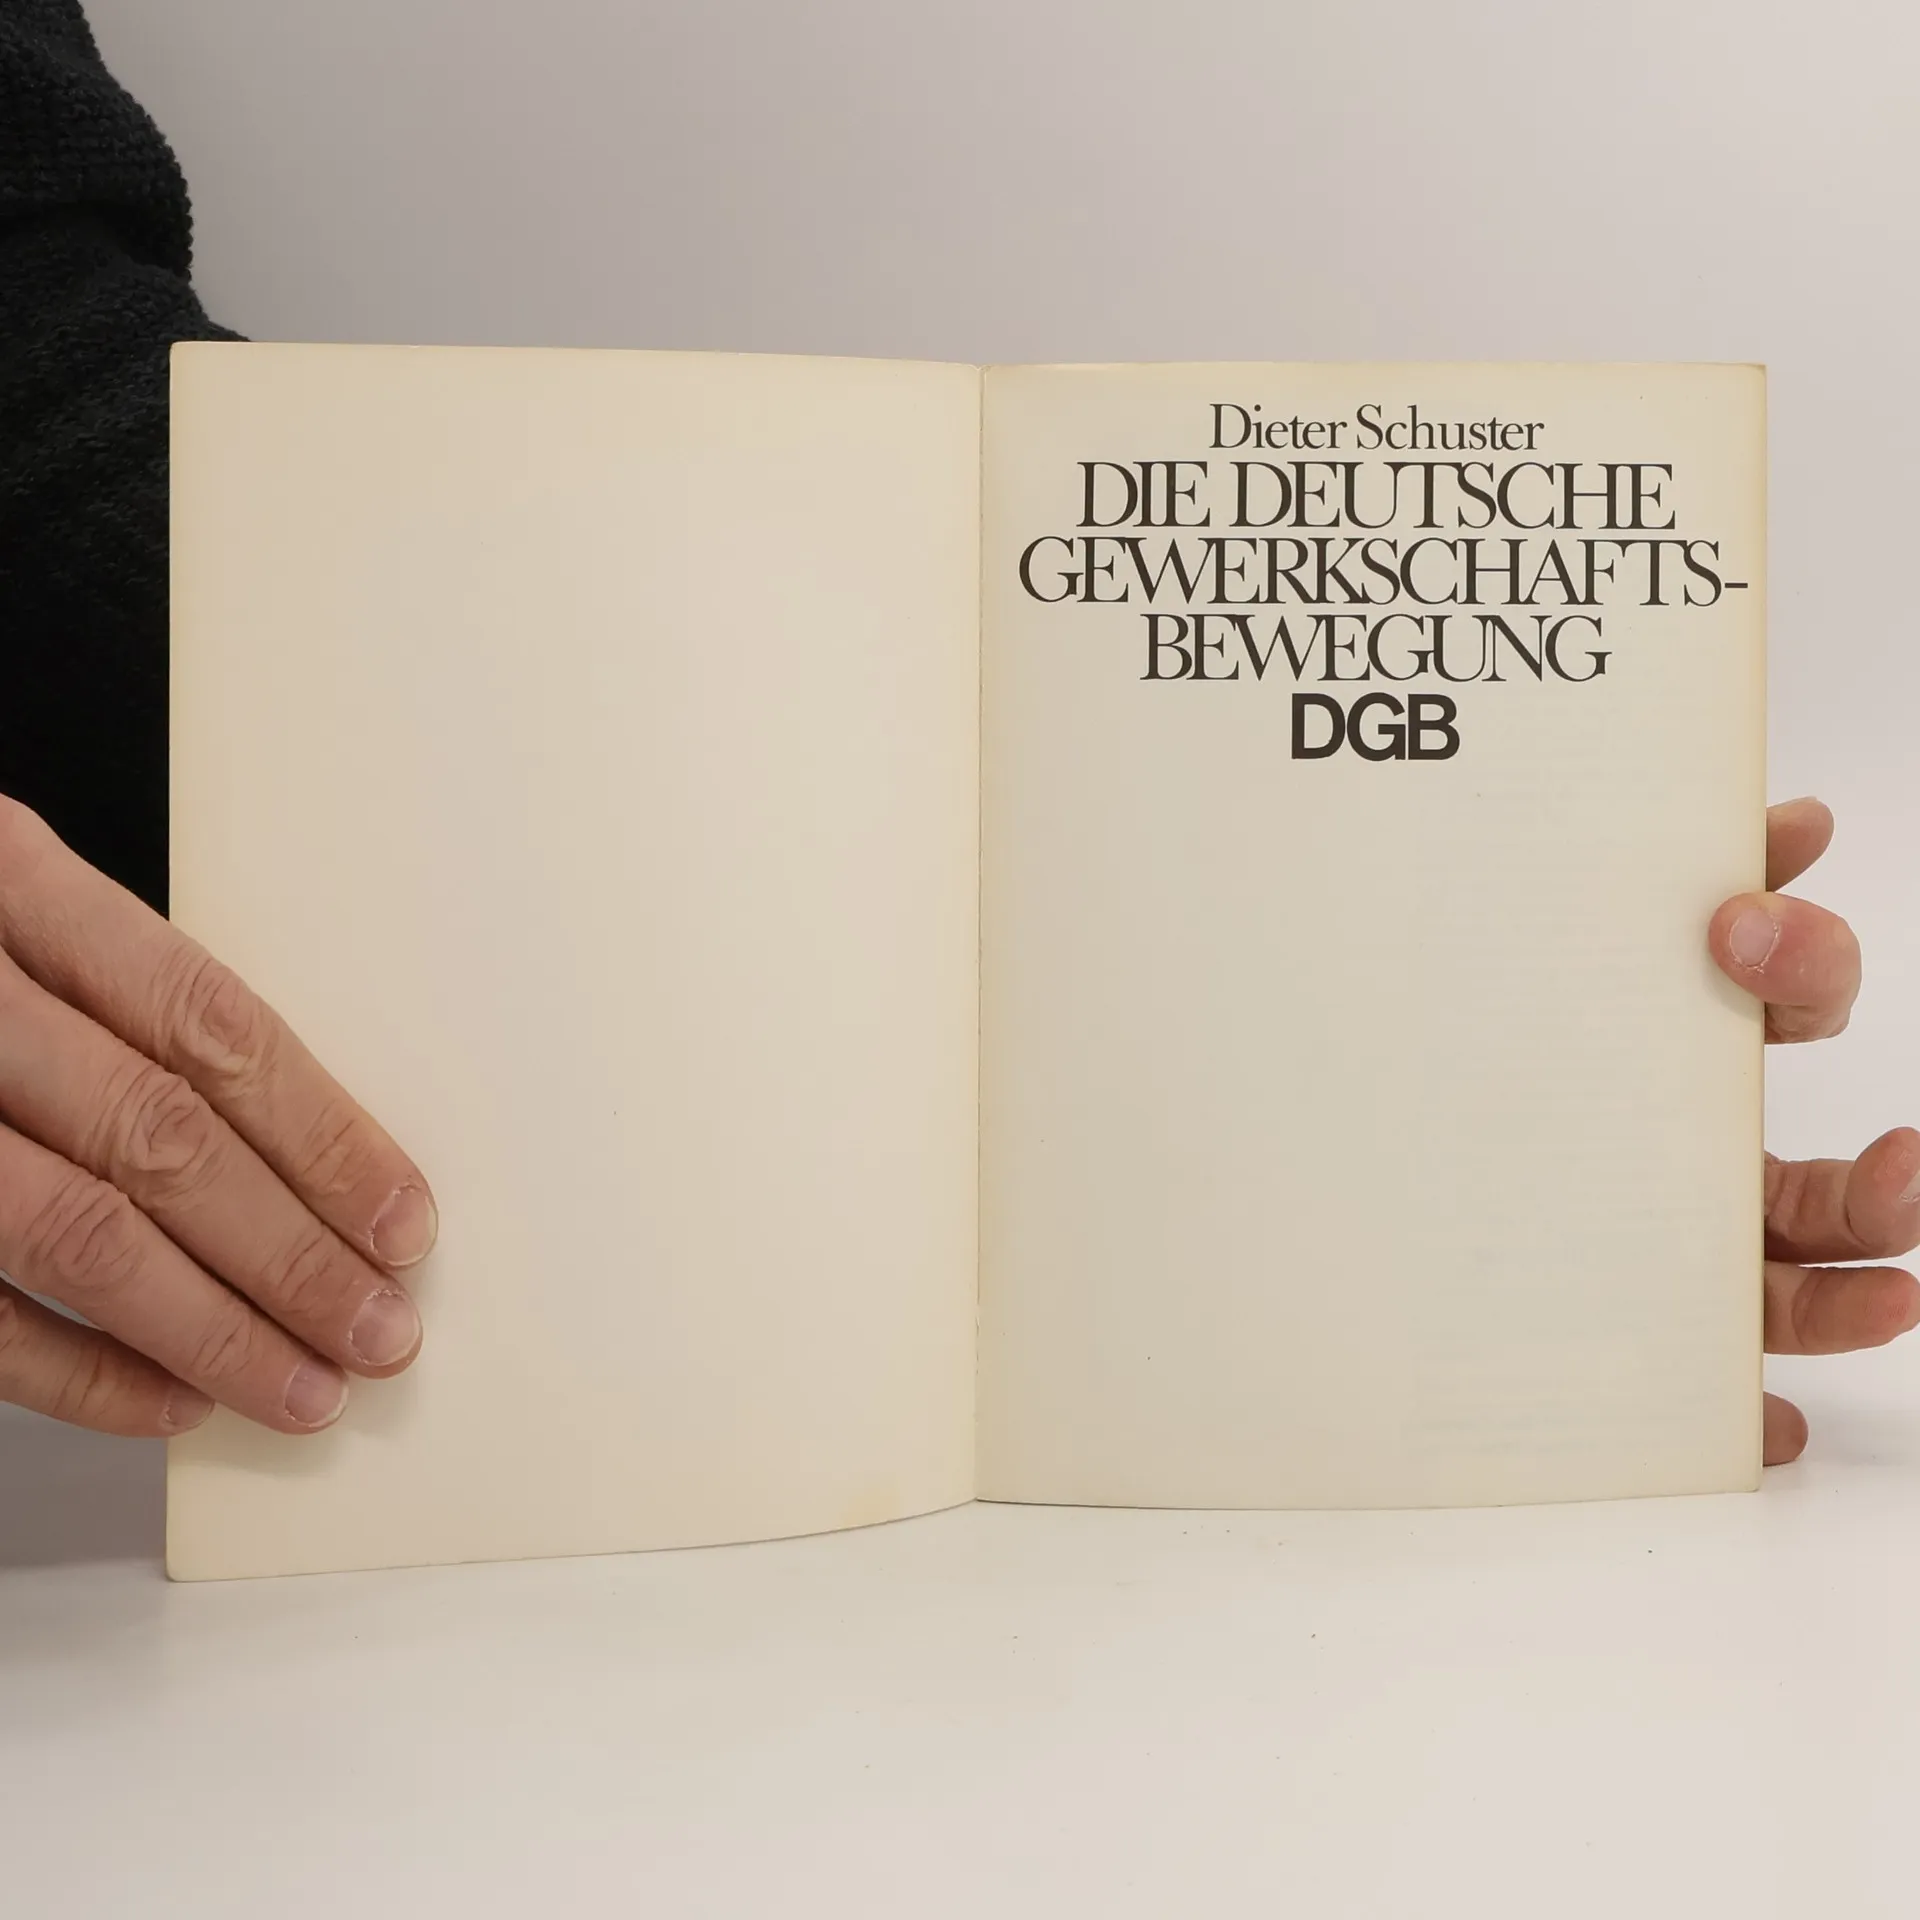 Dieter Schuster
DIE DEUTSCHE
GEWERKSCHAFTS-
BEWEGUNG
DGB